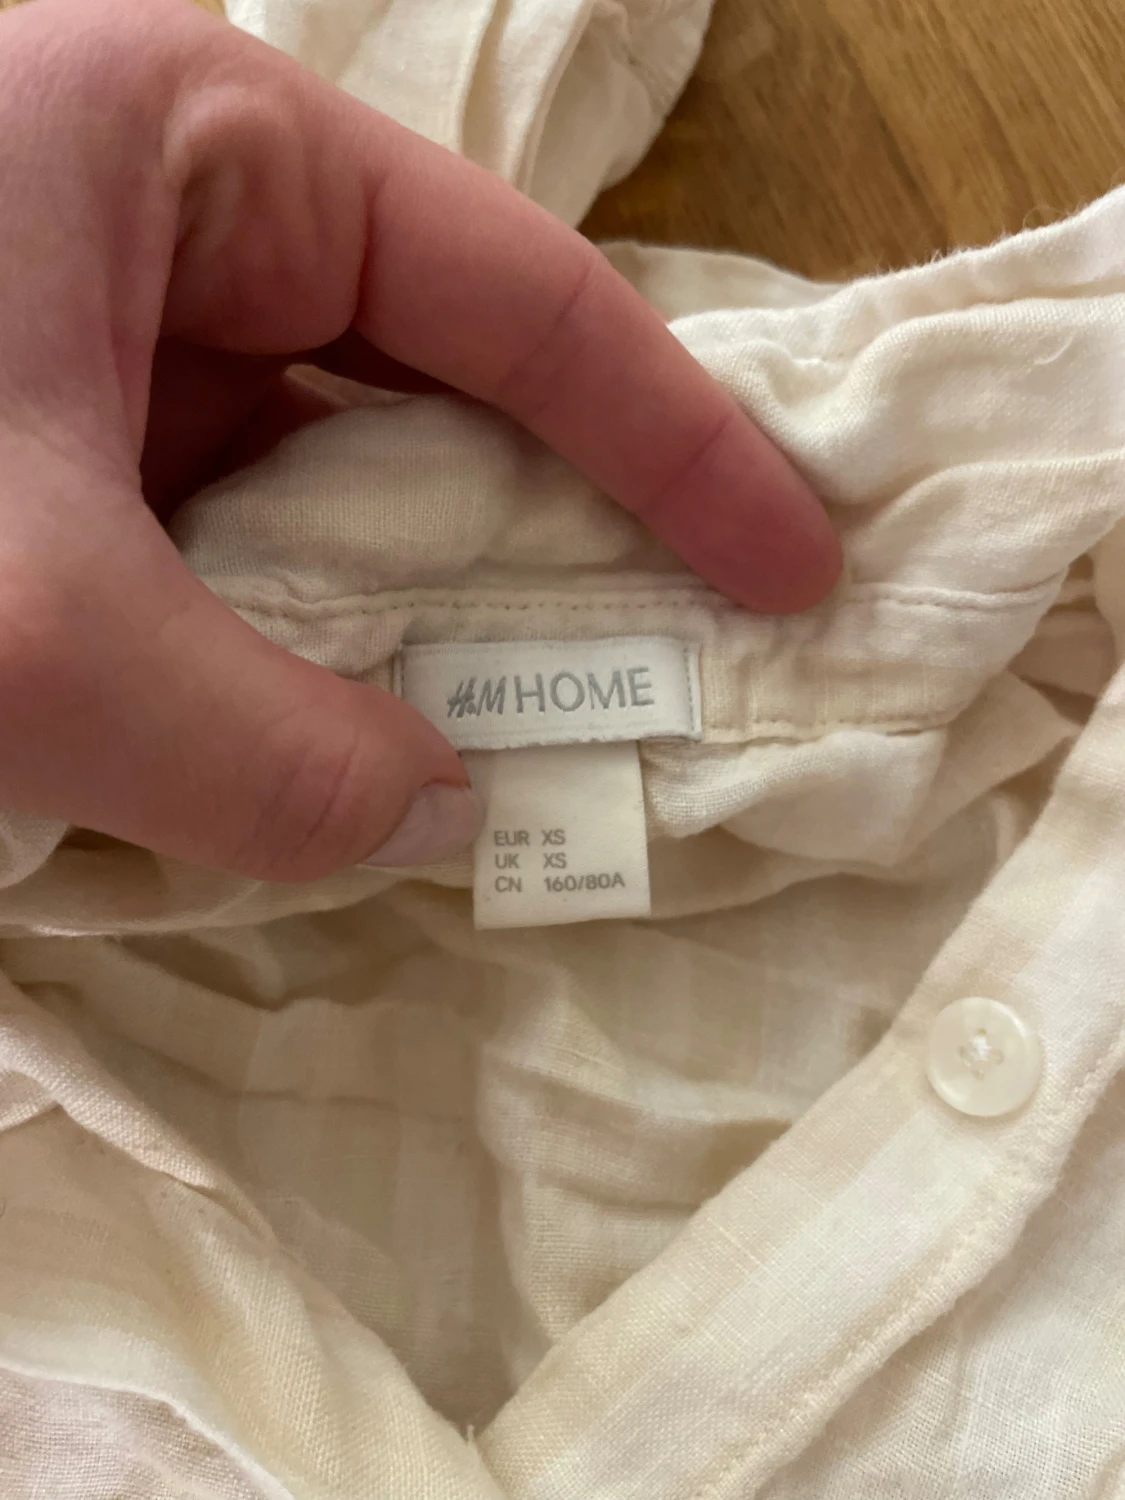 H&M HOME
EUR XS
UK XS
CN 160/80A